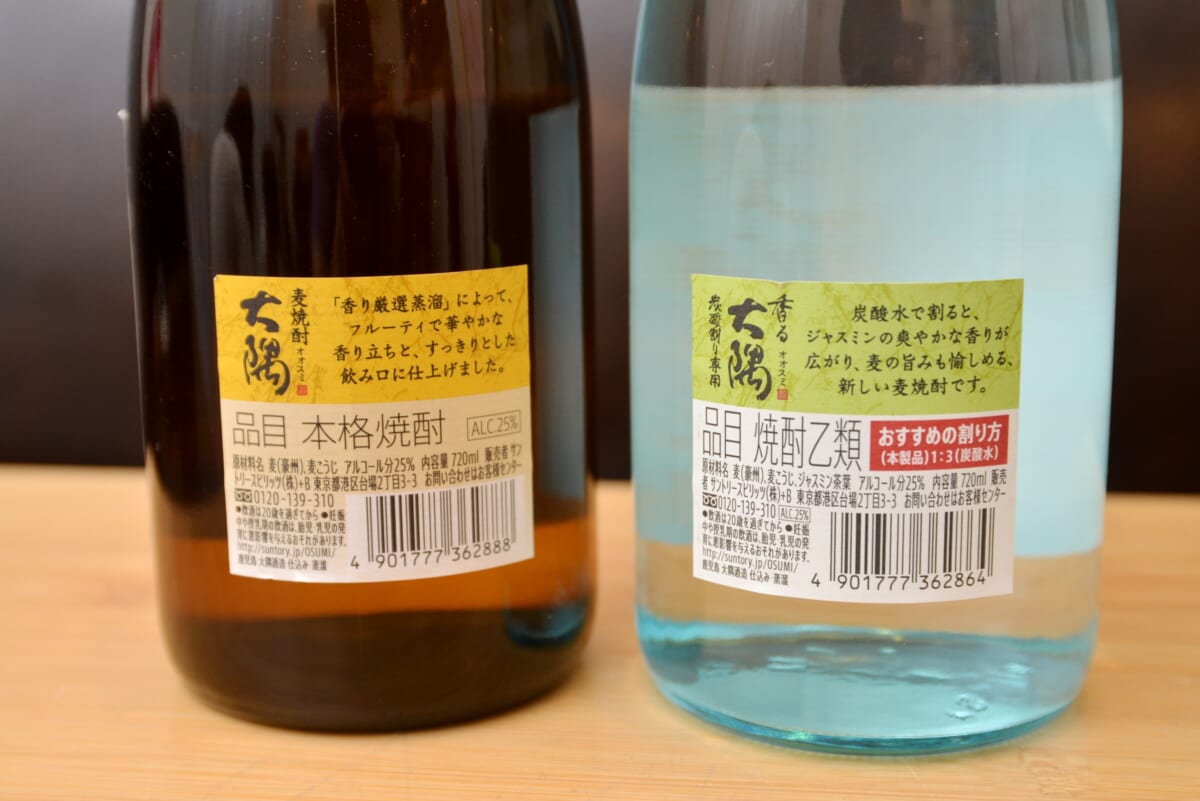 麦焼酎
大隅
オオスミ
「香り厳選蒸溜」によって、
フルーティで華やかな
香り立ちと、すっきりとした
飲み口に仕上げました。
品目 本格焼酎
ALC.25%
原材料名 麦(豪州)、麦こうじ アルコール分25% 内容量 720ml 販売者 サン
トリースピリッツ(株)+B 東京都港区台場2丁目3-3 お問い合わせはお客様センター
0120-139-310
●飲酒は20歳を過ぎてから ●妊娠
中や授乳期の飲酒は、胎児・乳児の発
育に悪影響を与えるおそれがあります。
http://suntory.jp/OSUMI/
鹿児島 大隅酒造 仕込み・蒸溜
4 901777 362888
香る
大隅
オオスミ
炭酸割り専用
炭酸水で割ると、
ジャスミンの爽やかな香りが
広がり、麦の旨みも愉しめる、
新しい麦焼酎です。
品目 焼酎乙類
おすすめの割り方
(本製品)1:3(炭酸水)
原材料名 麦(豪州)、麦こうじ、ジャスミン茶葉 アルコール分25% 内容量 720ml 販売
者 サントリースピリッツ(株)+B 東京都港区台場2丁目3-3 お問い合わせはお客様センター
0120-139-310 ALC.25%
●飲酒は20歳を過ぎてから ●妊娠
中や授乳期の飲酒は、胎児・乳児の発
育に悪影響を与えるおそれがあります。
http://suntory.jp/OSUMI/
鹿児島 大隅酒造 仕込み・蒸溜
4 901777 362864